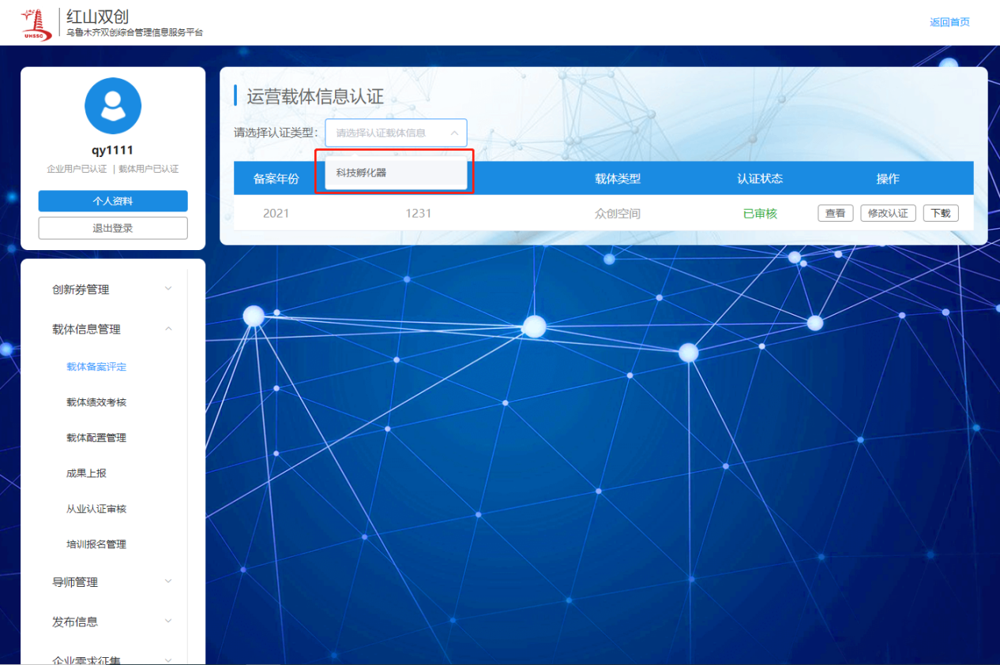 红山双创
乌鲁木齐双创综合管理信息服务平台
UHSSC
返回首页
qy1111
企业用户已认证 | 载体用户已认证
个人资料
退出登录
创新券管理
载体信息管理
载体备案评定
载体绩效考核
载体配置管理
成果上报
从业认证审核
培训报名管理
导师管理
发布信息
企业需求征集
运营载体信息认证
请选择认证类型: 请选择认证载体信息
科技孵化器
备案年份 载体类型 认证状态 操作
2021 1231 众创空间 已审核 查看 修改认证 下载